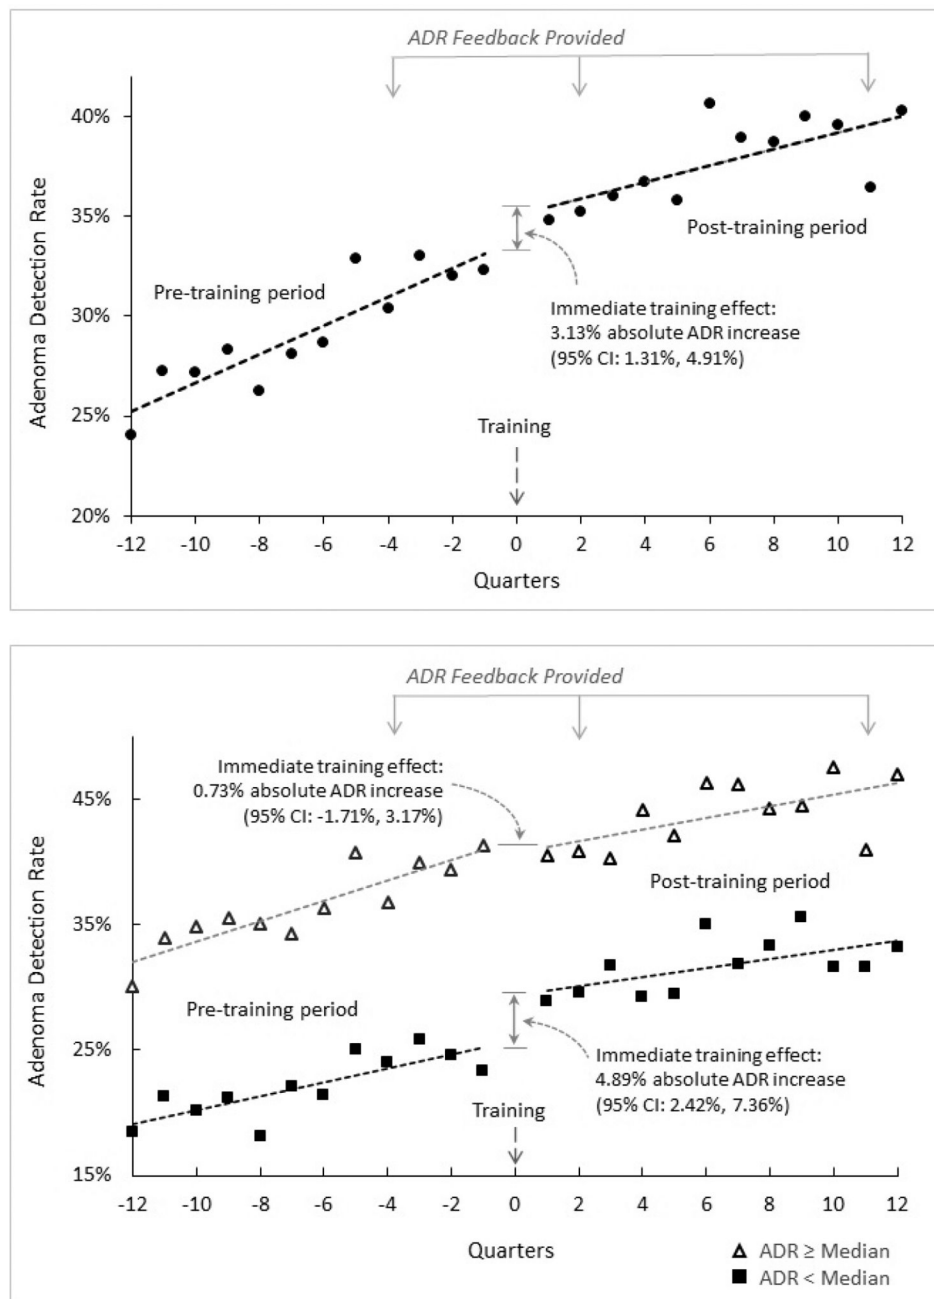 ADR Feedback Provided
40%
35%
30%
25%
20%
Adenoma Detection Rate
Pre-training period
Post-training period
Immediate training effect:
3.13% absolute ADR increase
(95% CI: 1.31%, 4.91%)
Training
-12 -10 -8 -6 -4 -2 0 2 4 6 8 10 12
Quarters
ADR Feedback Provided
45%
35%
25%
15%
Adenoma Detection Rate
Immediate training effect:
0.73% absolute ADR increase
(95% CI: -1.71%, 3.17%)
Post-training period
Pre-training period
Immediate training effect:
4.89% absolute ADR increase
(95% CI: 2.42%, 7.36%)
Training
-12 -10 -8 -6 -4 -2 0 2 4 6 8 10 12
Quarters
ADR ≥ Median
ADR < Median